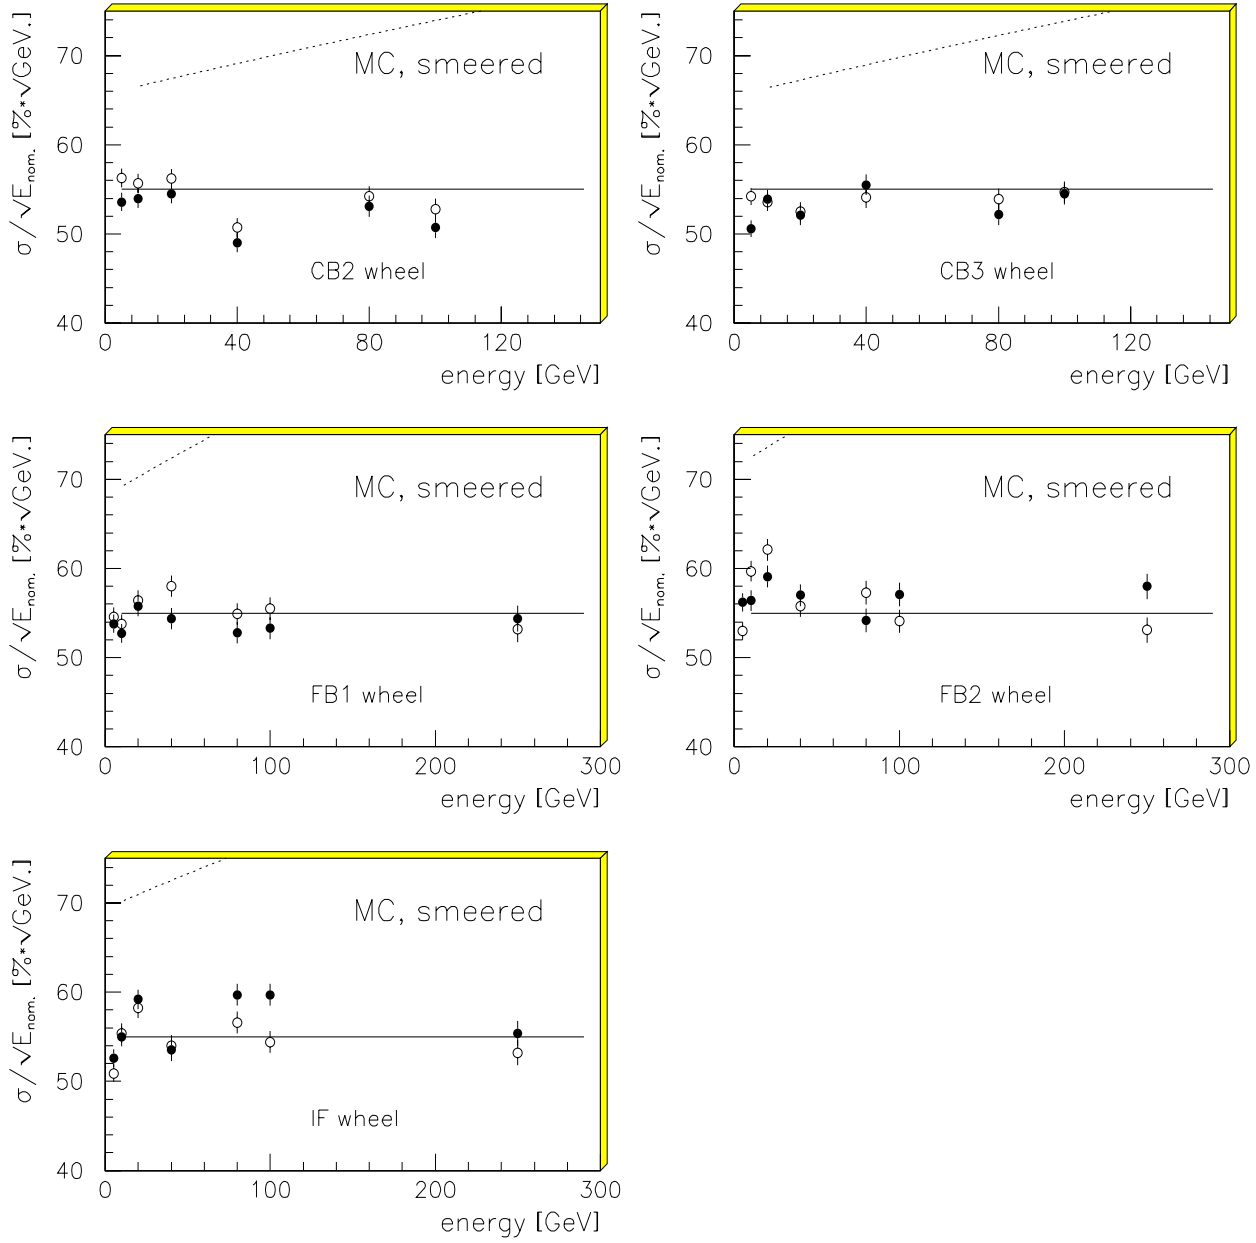 σ/√E_nom. [%*√GeV.]
70
60
50
40
MC, smeered
CB2 wheel
0 40 80 120
energy [GeV]
σ/√E_nom. [%*√GeV.]
70
60
50
40
MC, smeered
CB3 wheel
0 40 80 120
energy [GeV]
σ/√E_nom. [%*√GeV.]
70
60
50
40
MC, smeered
FB1 wheel
0 100 200 300
energy [GeV]
σ/√E_nom. [%*√GeV.]
70
60
50
40
MC, smeered
FB2 wheel
0 100 200 300
energy [GeV]
σ/√E_nom. [%*√GeV.]
70
60
50
40
MC, smeered
IF wheel
0 100 200 300
energy [GeV]